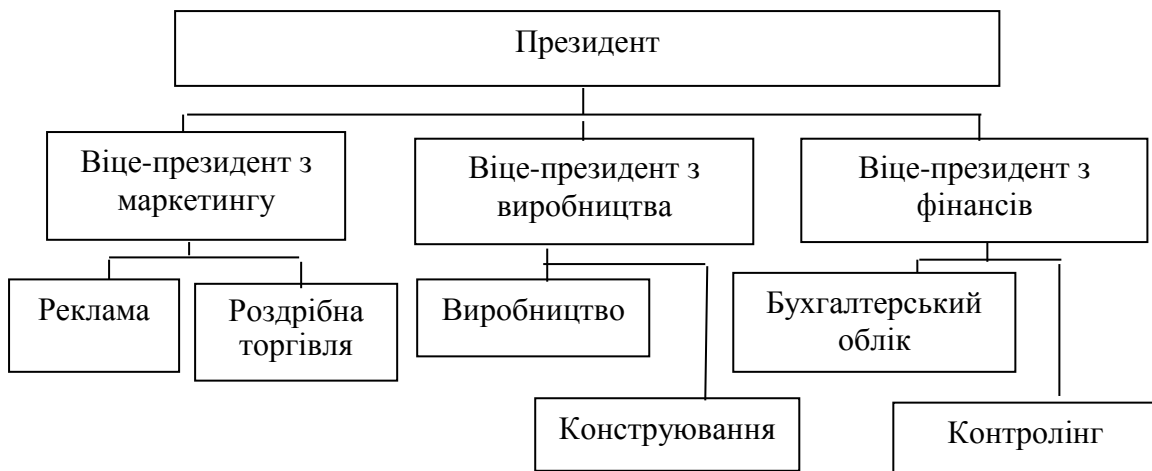 Президент
Віце-президент з
маркетингу
Віце-президент з
виробництва
Віце-президент з
фінансів
Реклама
Роздрібна
торгівля
Виробництво
Бухгалтерський
облік
Конструювання
Контролінг